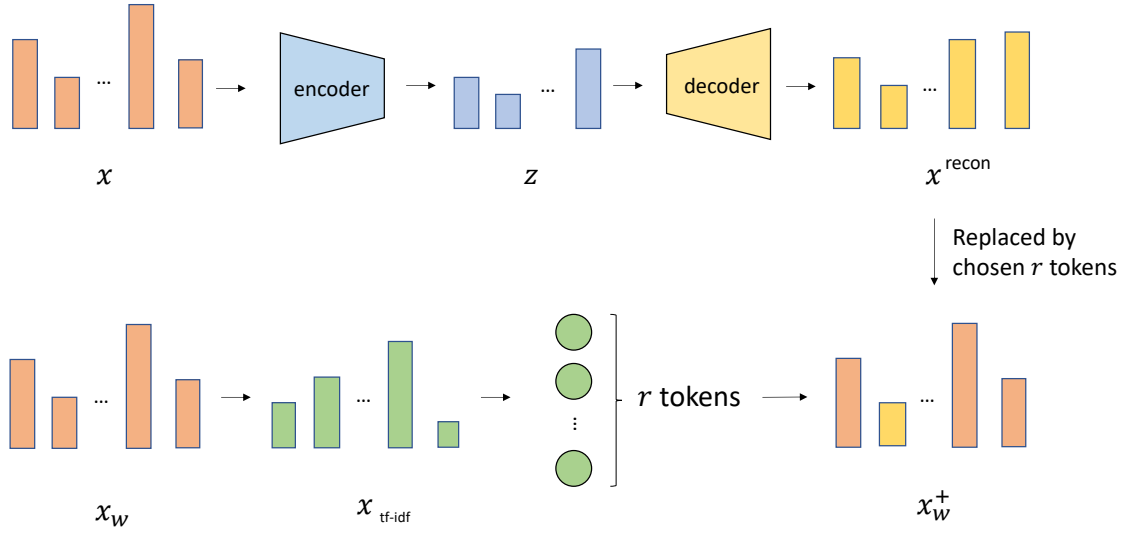 ...
encoder
...
decoder
...
x
z
x^recon
Replaced by
chosen r tokens
...
...
...
r tokens
...
x_w
x_tf-idf
x_w^+